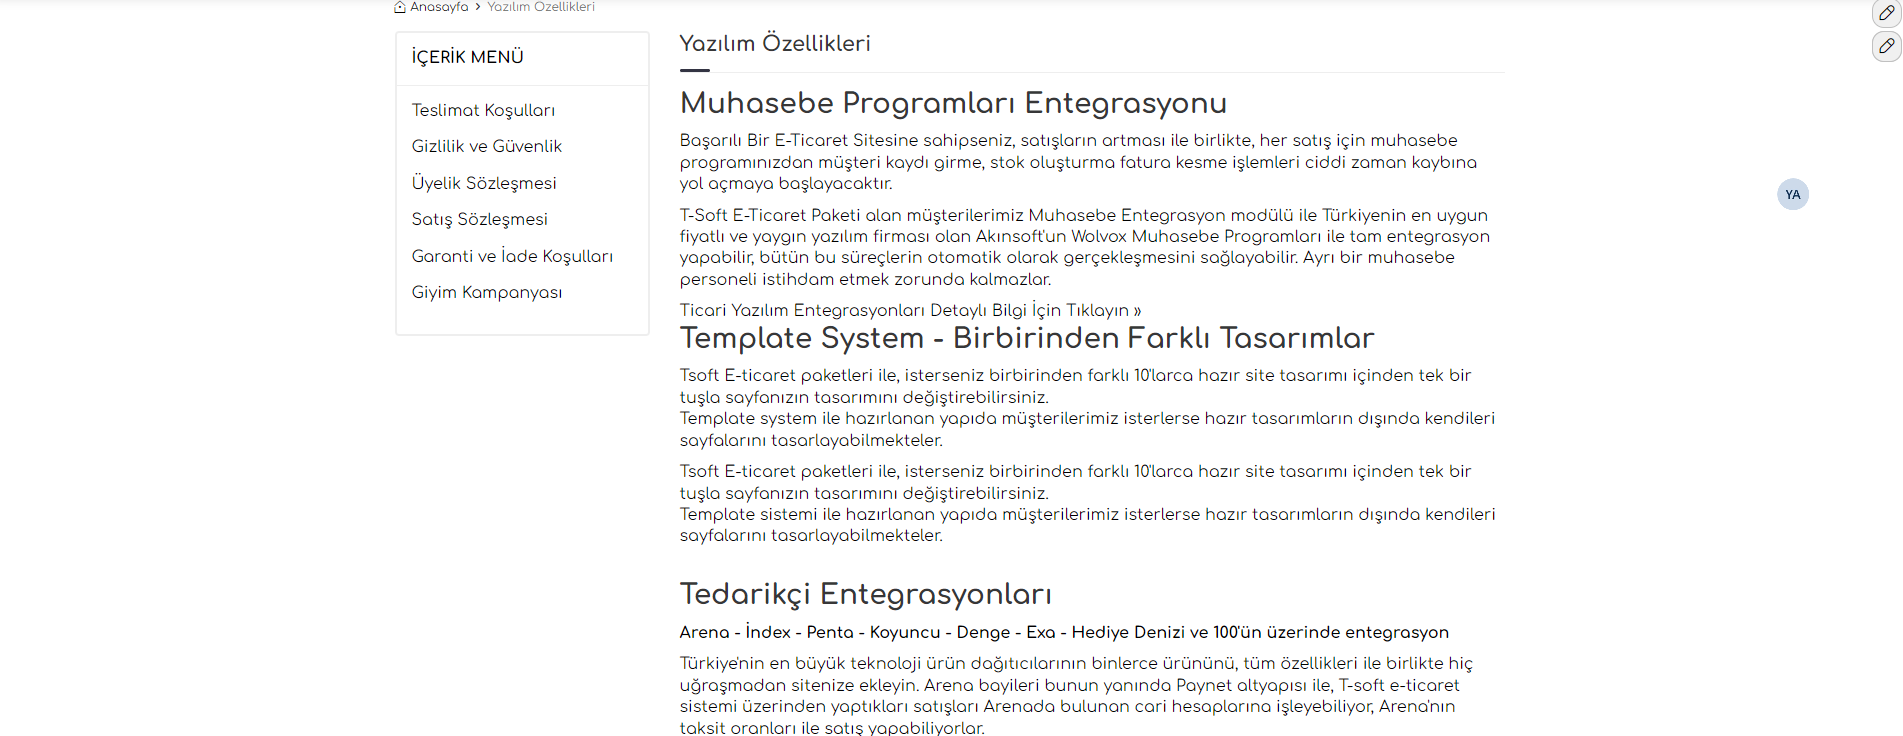 Anasayfa > Yazılım Özellikleri
İÇERİK MENÜ
Teslimat Koşulları
Gizlilik ve Güvenlik
Üyelik Sözleşmesi
Satış Sözleşmesi
Garanti ve İade Koşulları
Giyim Kampanyası
Yazılım Özellikleri
Muhasebe Programları Entegrasyonu
Başarılı Bir E-Ticaret Sitesine sahipseniz, satışların artması ile birlikte, her satış için muhasebe
programınızdan müşteri kaydı girme, stok oluşturma fatura kesme işlemleri ciddi zaman kaybına
yol açmaya başlayacaktır.
T-Soft E-Ticaret Paketi alan müşterilerimiz Muhasebe Entegrasyon modülü ile Türkiyenin en uygun
fiyatlı ve yaygın yazılım firması olan Akınsoft'un Wolvox Muhasebe Programları ile tam entegrasyon
yapabilir, bütün bu süreçlerin otomatik olarak gerçekleşmesini sağlayabilir. Ayrı bir muhasebe
personeli istihdam etmek zorunda kalmazlar.
Ticari Yazılım Entegrasyonları Detaylı Bilgi İçin Tıklayın »
Template System - Birbirinden Farklı Tasarımlar
Tsoft E-ticaret paketleri ile, isterseniz birbirinden farklı 10'larca hazır site tasarımı içinden tek bir
tuşla sayfanızın tasarımını değiştirebilirsiniz.
Template system ile hazırlanan yapıda müşterilerimiz isterlerse hazır tasarımların dışında kendileri
sayfalarını tasarlayabilmekteler.
Tsoft E-ticaret paketleri ile, isterseniz birbirinden farklı 10'larca hazır site tasarımı içinden tek bir
tuşla sayfanızın tasarımını değiştirebilirsiniz.
Template sistemi ile hazırlanan yapıda müşterilerimiz isterlerse hazır tasarımların dışında kendileri
sayfalarını tasarlayabilmekteler.
Tedarikçi Entegrasyonları
Arena - İndex - Penta - Koyuncu - Denge - Exa - Hediye Denizi ve 100'ün üzerinde entegrasyon
Türkiye'nin en büyük teknoloji ürün dağıtıcılarının binlerce ürününü, tüm özellikleri ile birlikte hiç
uğraşmadan sitenize ekleyin. Arena bayileri bunun yanında Paynet altyapısı ile, T-soft e-ticaret
sistemi üzerinden yaptıkları satışları Arenada bulunan cari hesaplarına işleyebiliyor, Arena'nın
taksit oranları ile satış yapabiliyorlar.
YA